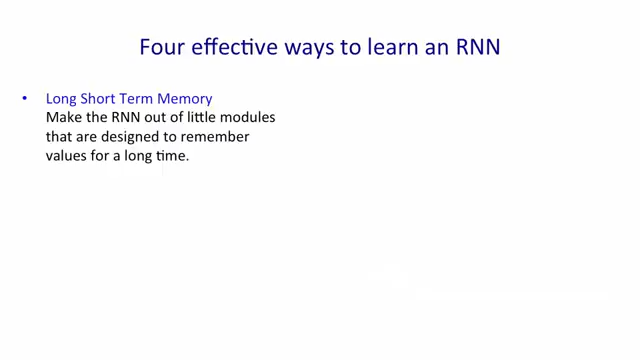 Four effective ways to learn an RNN
• Long Short Term Memory
Make the RNN out of little modules
that are designed to remember
values for a long time.